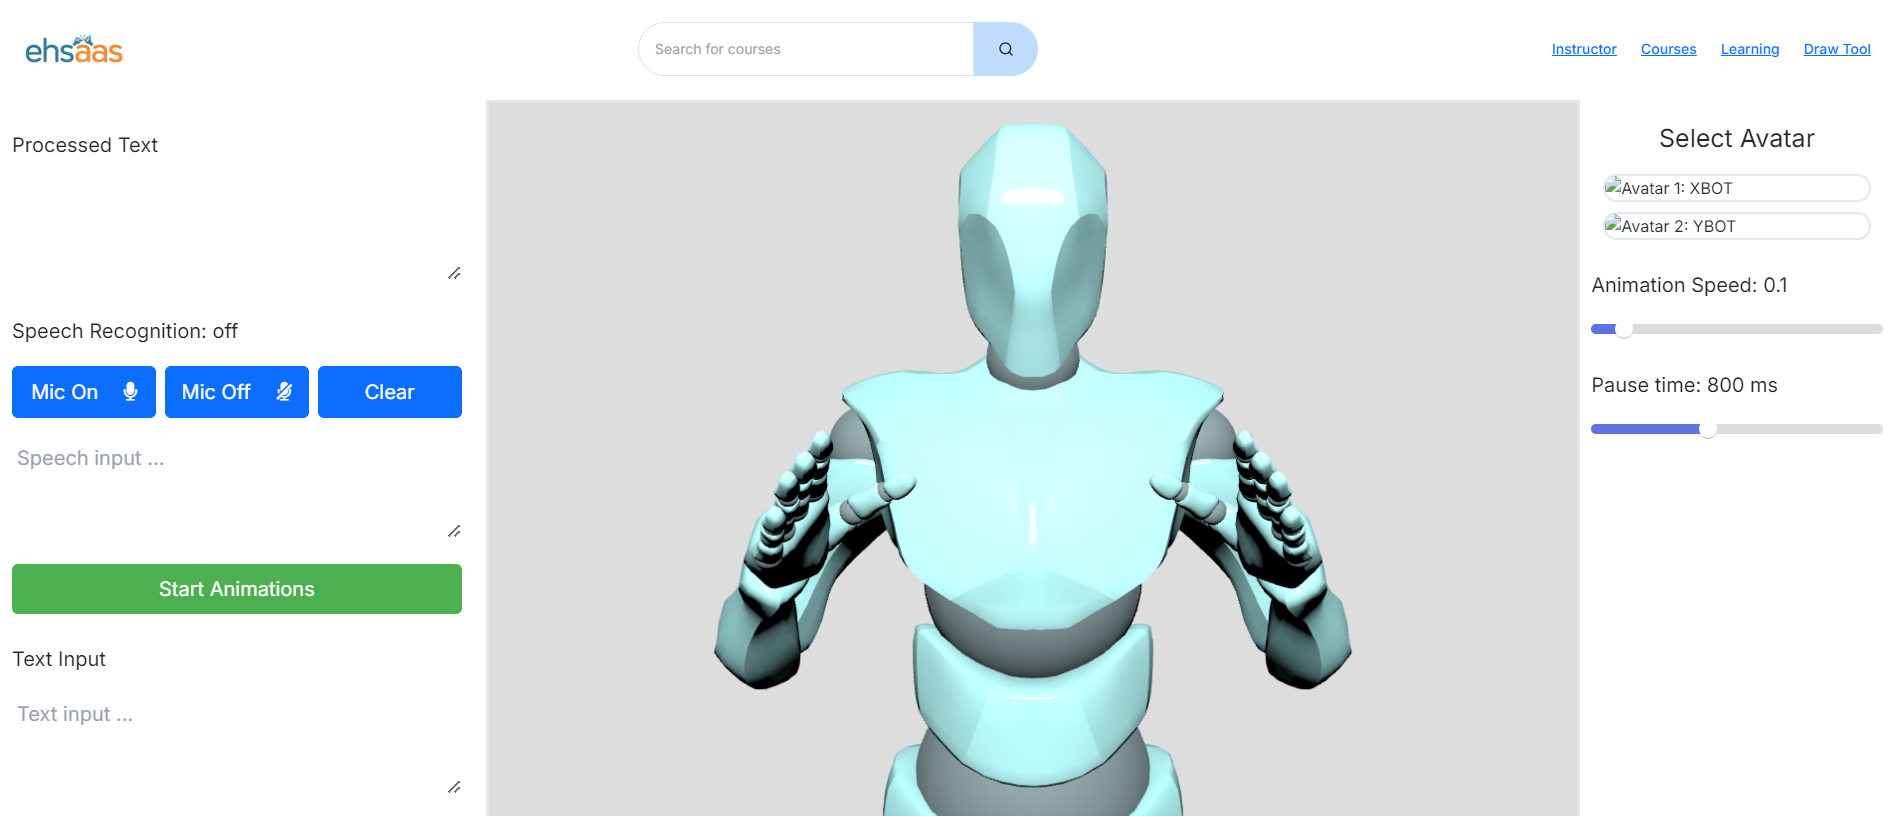 ehsaas
Search for courses
Instructor
Courses
Learning
Draw Tool
Processed Text
Speech Recognition: off
Mic On
Mic Off
Clear
Speech input ...
Start Animations
Text Input
Text input ...
Select Avatar
Avatar 1: XBOT
Avatar 2: YBOT
Animation Speed: 0.1
Pause time: 800 ms